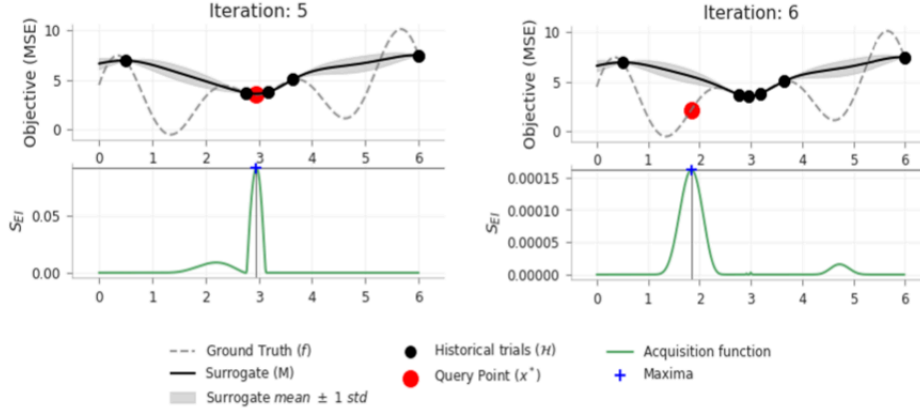 Iteration: 5
Objective (MSE)
10
5
0
0 1 2 3 4 5 6
S_EI
0.05
0.00
0 1 2 3 4 5 6
Iteration: 6
Objective (MSE)
10
5
0
0 1 2 3 4 5 6
S_EI
0.00015
0.00010
0.00005
0.00000
0 1 2 3 4 5 6
Ground Truth (f)
Surrogate (M)
Surrogate mean ± 1 std
Historical trials (ℋ)
Query Point (x*)
Acquisition function
Maxima